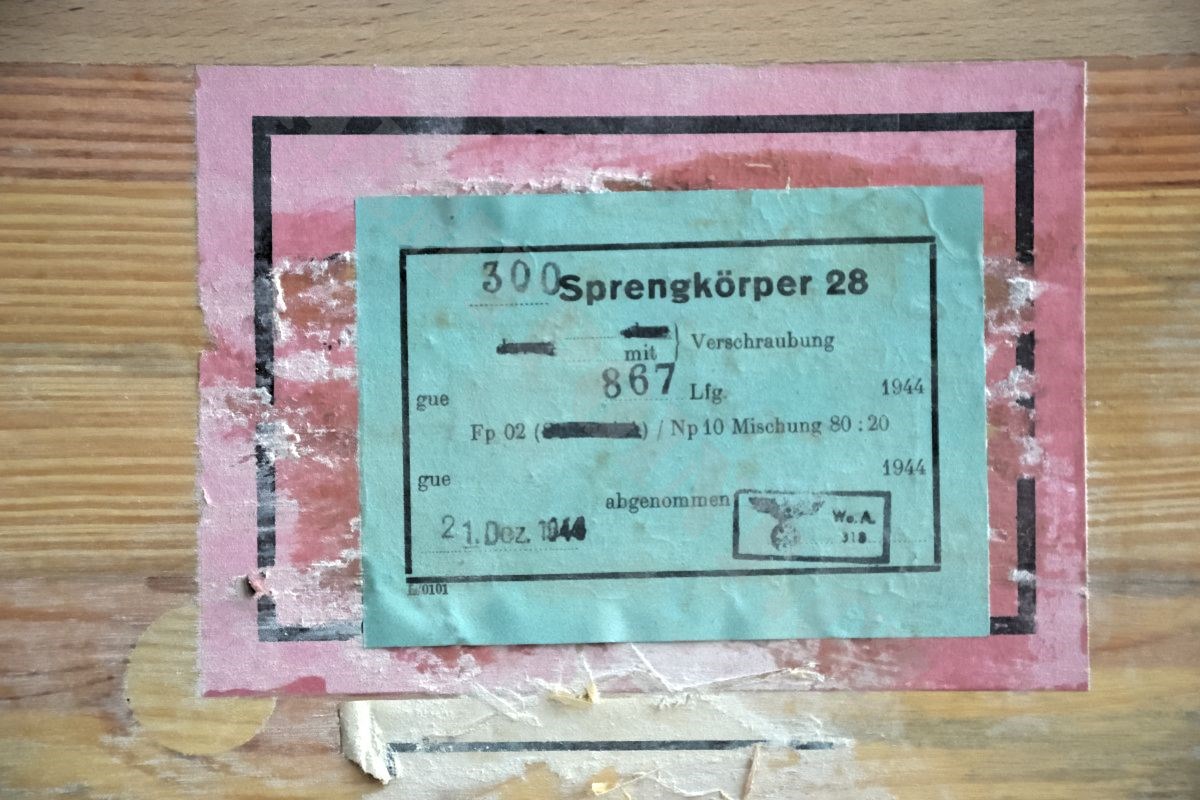 300 Sprengkörper 28
mit } Verschraubung
867 Lfg.
gue 1944
Fp 02 ( ) / Np 10 Mischung 80 : 20
gue 1944
abgenommen
21. Dez. 1944
Wa. A.
318
L/0101